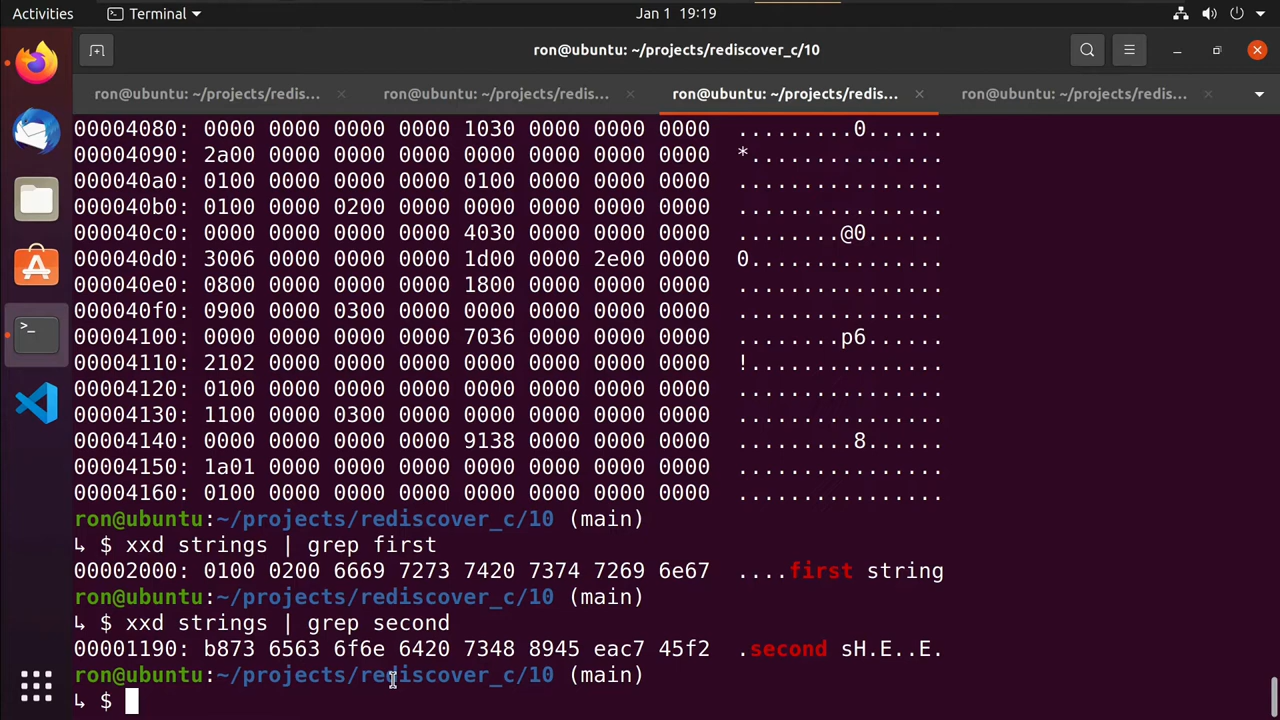 Activities
Terminal
Jan 1 19:19
ron@ubuntu: ~/projects/rediscover_c/10
ron@ubuntu: ~/projects/redis...
ron@ubuntu: ~/projects/redis...
ron@ubuntu: ~/projects/redis...
ron@ubuntu: ~/projects/redis...
00004080: 0000 0000 0000 0000 1030 0000 0000 0000  .........0......
00004090: 2a00 0000 0000 0000 0000 0000 0000 0000  *...............
000040a0: 0100 0000 0000 0000 0100 0000 0000 0000  ................
000040b0: 0100 0000 0200 0000 0000 0000 0000 0000  ................
000040c0: 0000 0000 0000 0000 4030 0000 0000 0000  ........@0......
000040d0: 3006 0000 0000 0000 1d00 0000 2e00 0000  0...............
000040e0: 0800 0000 0000 0000 1800 0000 0000 0000  ................
000040f0: 0900 0000 0300 0000 0000 0000 0000 0000  ................
00004100: 0000 0000 0000 0000 7036 0000 0000 0000  ........p6......
00004110: 2102 0000 0000 0000 0000 0000 0000 0000  !...............
00004120: 0100 0000 0000 0000 0000 0000 0000 0000  ................
00004130: 1100 0000 0300 0000 0000 0000 0000 0000  ................
00004140: 0000 0000 0000 0000 9138 0000 0000 0000  .........8......
00004150: 1a01 0000 0000 0000 0000 0000 0000 0000  ................
00004160: 0100 0000 0000 0000 0000 0000 0000 0000  ................
ron@ubuntu:~/projects/rediscover_c/10 (main)
↳ $ xxd strings | grep first
00002000: 0100 0200 6669 7273 7420 7374 7269 6e67  ....first string
ron@ubuntu:~/projects/rediscover_c/10 (main)
↳ $ xxd strings | grep second
00001190: b873 6563 6f6e 6420 7348 8945 eac7 45f2  .second sH.E..E.
ron@ubuntu:~/projects/rediscover_c/10 (main)
↳ $